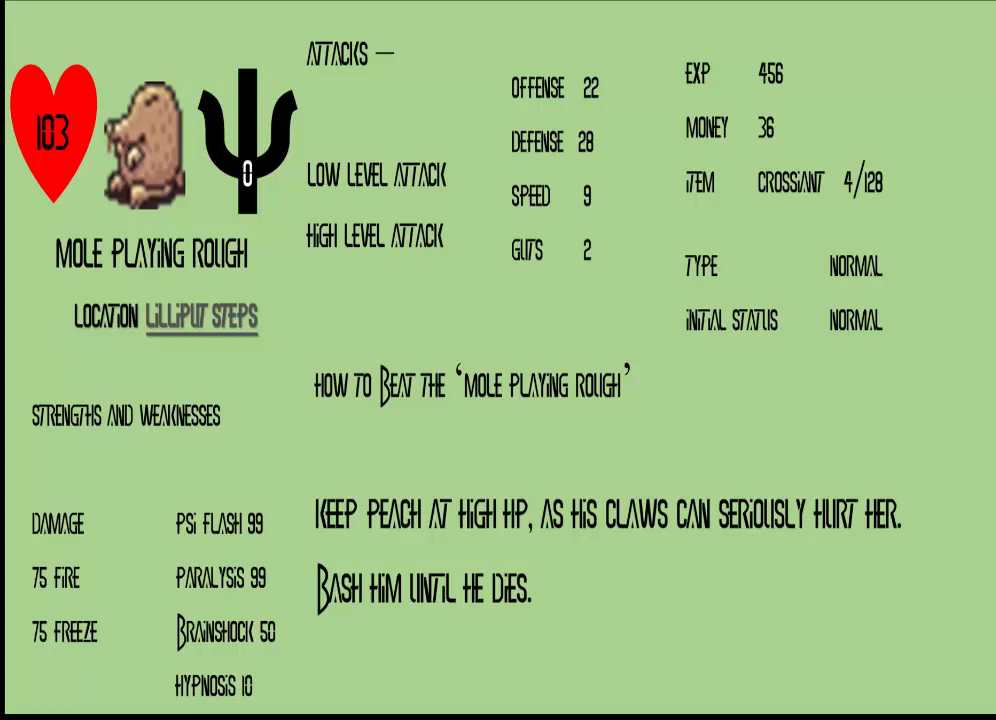 103
0
MOLE PLAYING ROUGH
LOCATION LILLIPUT STEPS
STRENGTHS AND WEAKNESSES
DAMAGE PSI FLASH 99
75 FIRE PARALYSIS 99
75 FREEZE BRAINSHOCK 50
HYPNOSIS 10
ATTACKS —
LOW LEVEL ATTACK
HIGH LEVEL ATTACK
OFFENSE 22
DEFENSE 28
SPEED 9
GUTS 2
EXP 456
MONEY 36
ITEM CROSSIANT 4/128
TYPE NORMAL
INITIAL STATUS NORMAL
HOW TO BEAT THE ‘MOLE PLAYING ROUGH’
KEEP PEACH AT HIGH HP, AS HIS CLAWS CAN SERIOUSLY HURT HER.
BASH HIM UNTIL HE DIES.